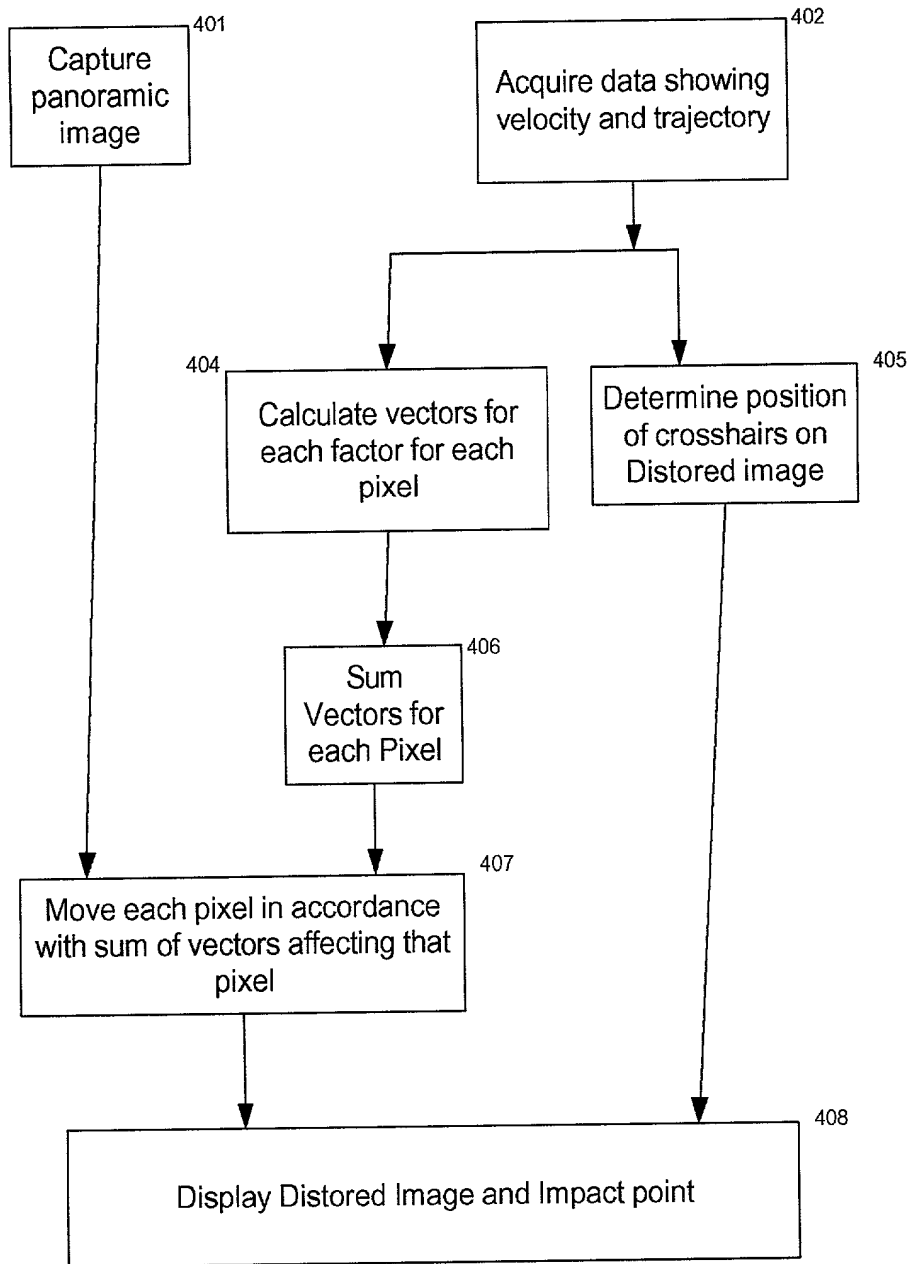 401
Capture
panoramic
image
402
Acquire data showing
velocity and trajectory
404
Calculate vectors for
each factor for each
pixel
405
Determine position
of crosshairs on
Distored image
406
Sum
Vectors for
each Pixel
407
Move each pixel in accordance
with sum of vectors affecting that
pixel
408
Display Distored Image and Impact point